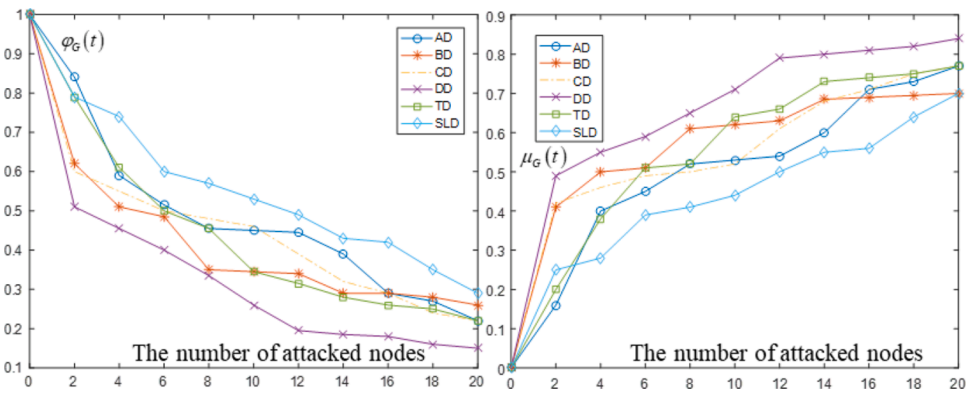 1
0.9
0.8
0.7
0.6
0.5
0.4
0.3
0.2
0.1
φG(t)
AD
BD
CD
DD
TD
SLD
The number of attacked nodes
0 2 4 6 8 10 12 14 16 18 20
0.9
0.8
0.7
0.6
0.5
0.4
0.3
0.2
0.1
0
AD
BD
CD
DD
TD
SLD
μG(t)
The number of attacked nodes
0 2 4 6 8 10 12 14 16 18 20